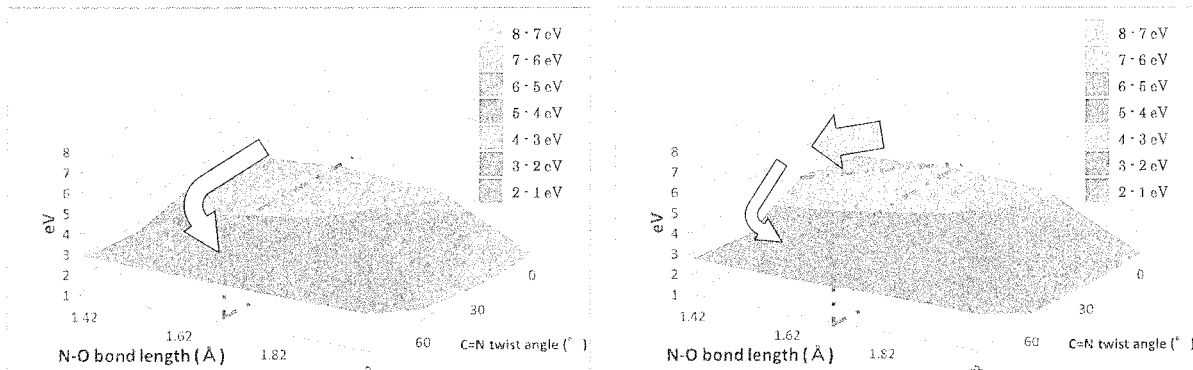 8 - 7 eV
7 - 6 eV
6 - 5 eV
5 - 4 eV
4 - 3 eV
3 - 2 eV
2 - 1 eV
8
7
6
5
4
3
2
1
eV
1.42
1.62
1.82
N-O bond length (Å)
0
30
60
C=N twist angle (°)
8 - 7 eV
7 - 6 eV
6 - 5 eV
5 - 4 eV
4 - 3 eV
3 - 2 eV
2 - 1 eV
8
7
6
5
4
3
2
1
eV
1.42
1.62
1.82
N-O bond length (Å)
0
30
60
C=N twist angle (°)